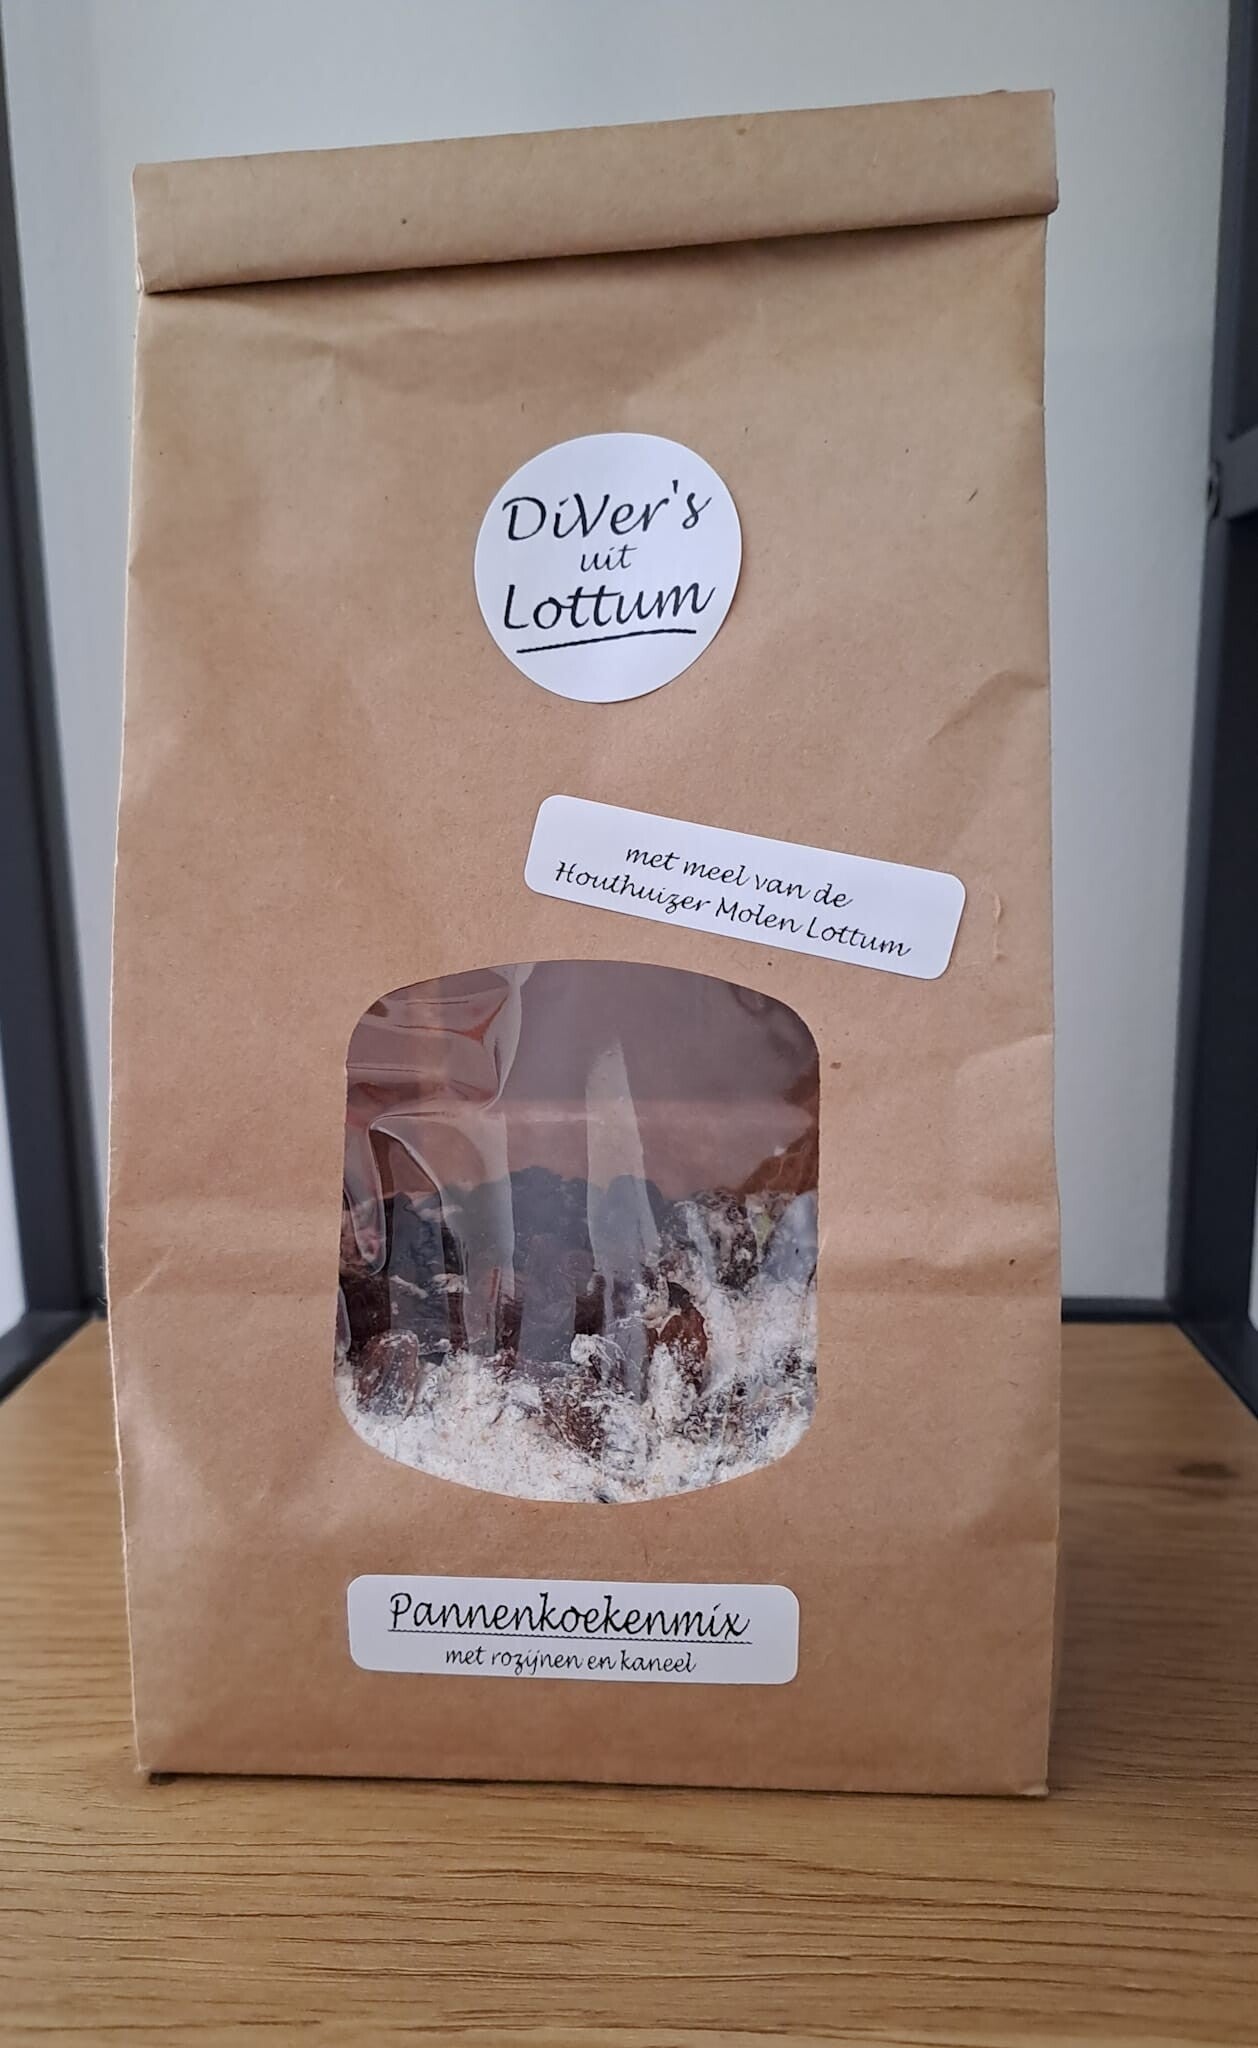 DiVer's
uit
Lottum
met meel van de
Houthuizer Molen Lottum
Pannenkoekenmix
met rozijnen en kaneel